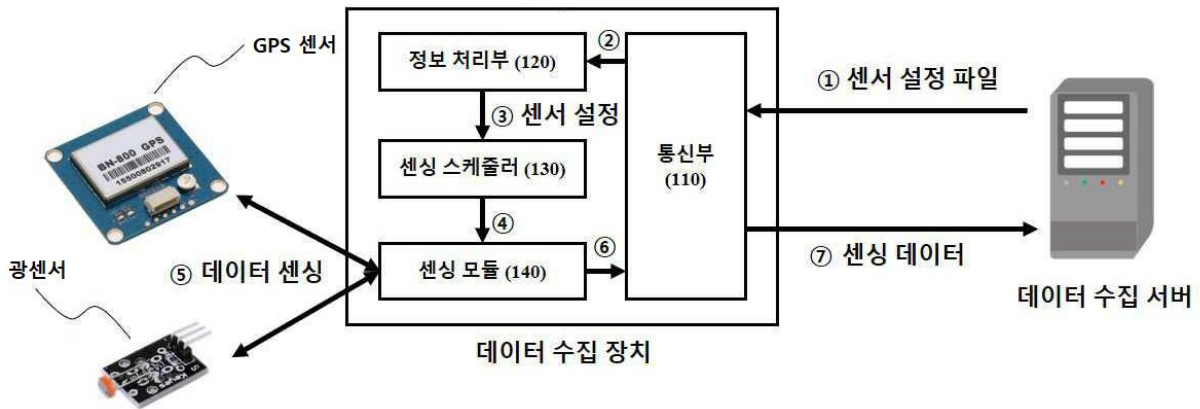 GPS 센서
BN-800 GPS
15500802917
광센서
⑤ 데이터 센싱
정보 처리부 (120)
②
③ 센서 설정
센싱 스케줄러 (130)
④
센싱 모듈 (140)
⑥
통신부
(110)
데이터 수집 장치
① 센서 설정 파일
⑦ 센싱 데이터
데이터 수집 서버